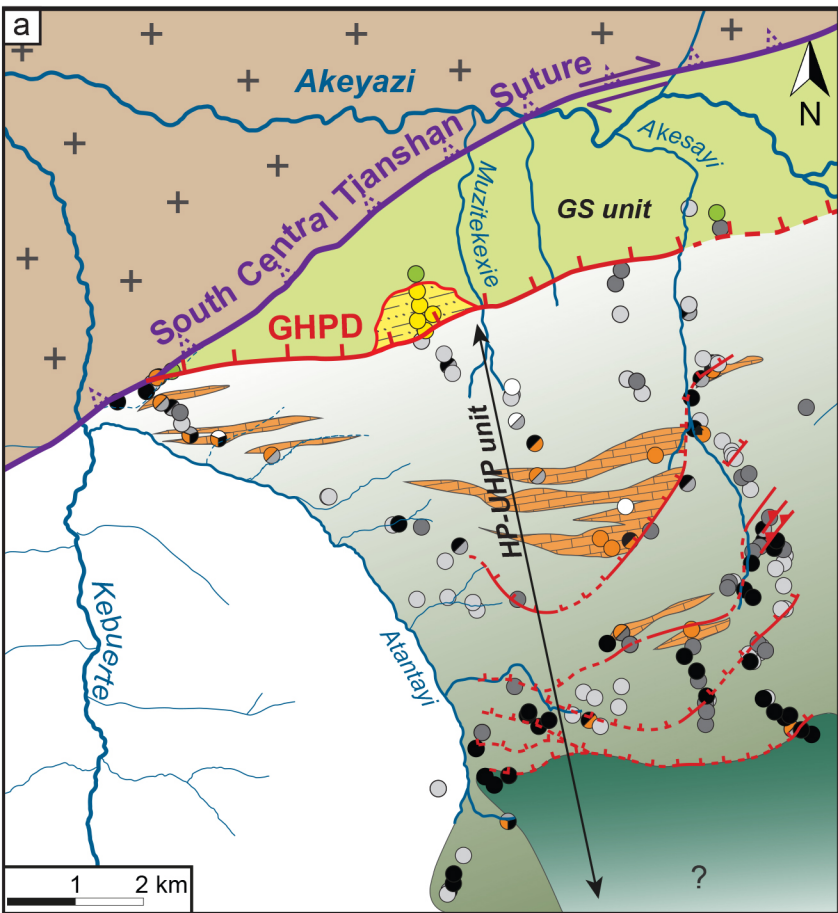 a
Akeyazi
South Central Tianshan Suture
N
Akesayi
Muzitekexie
GS unit
GHPD
HP-UHP unit
Kebuerte
Atantayi
?
1 2 km